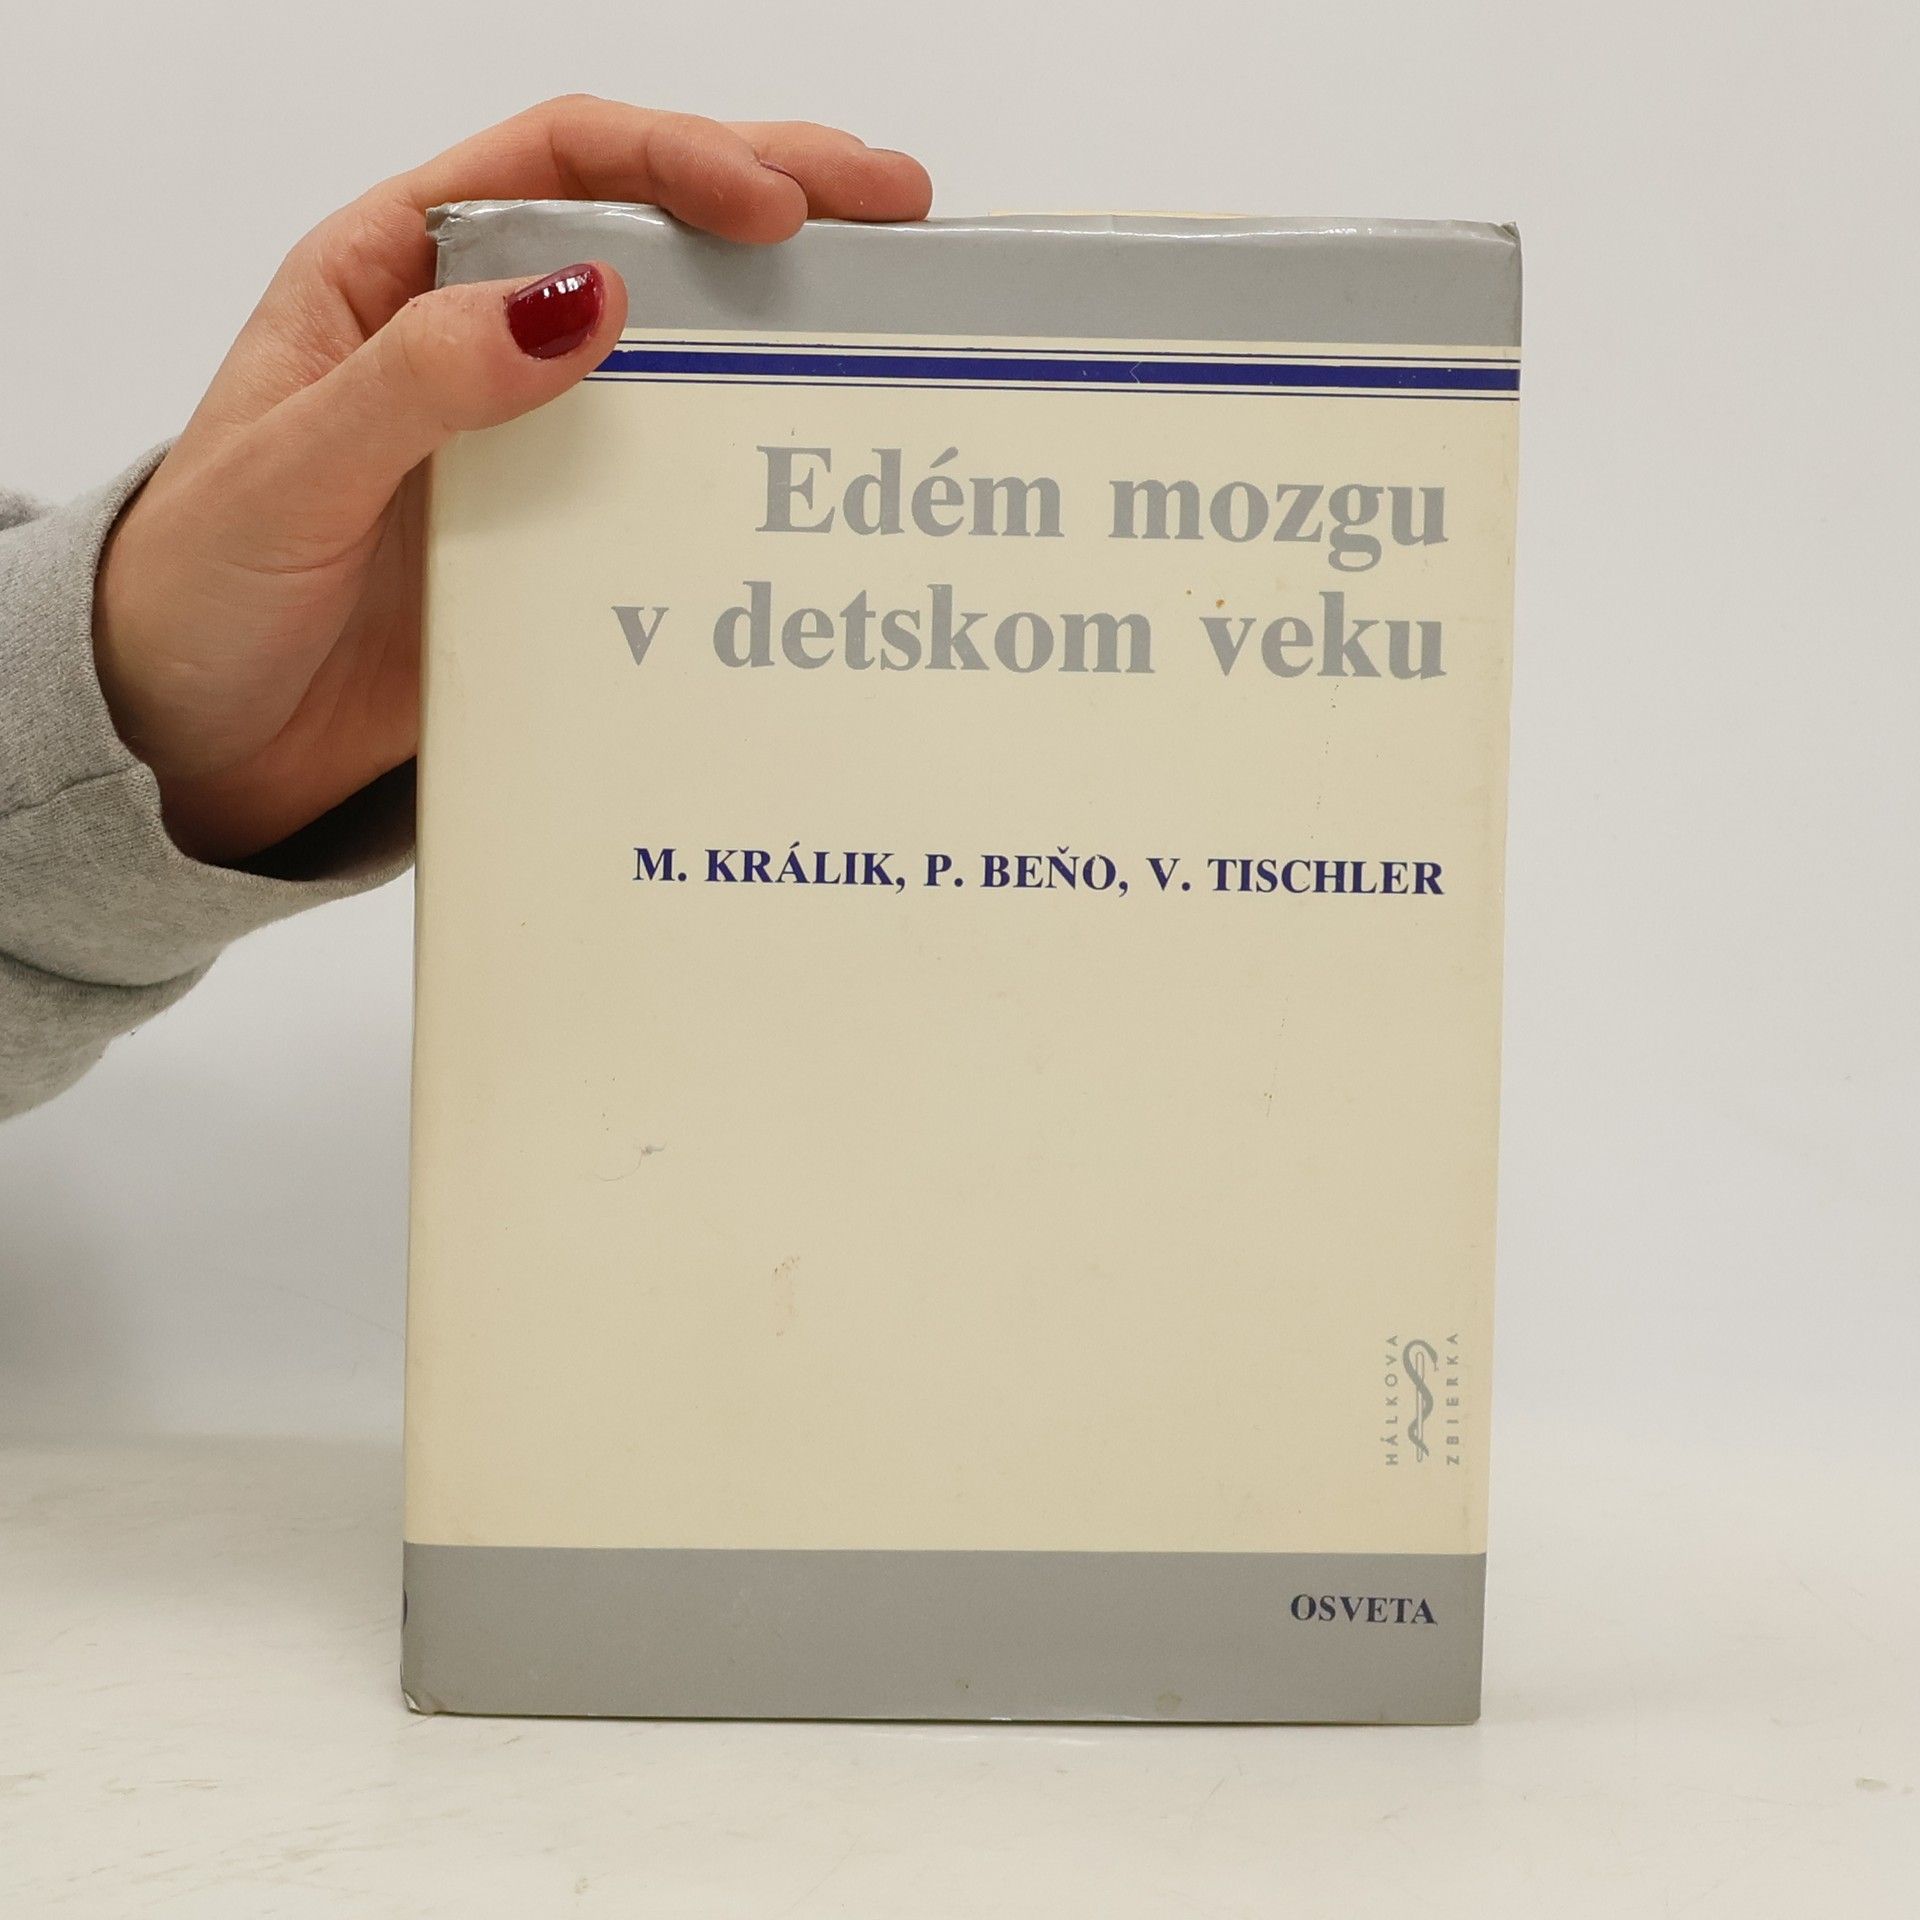 Edém mozgu
v detskom veku
M. KRÁLIK, P. BEŇO, V. TISCHLER
HÁLKOVA
ZBIERKA
OSVETA